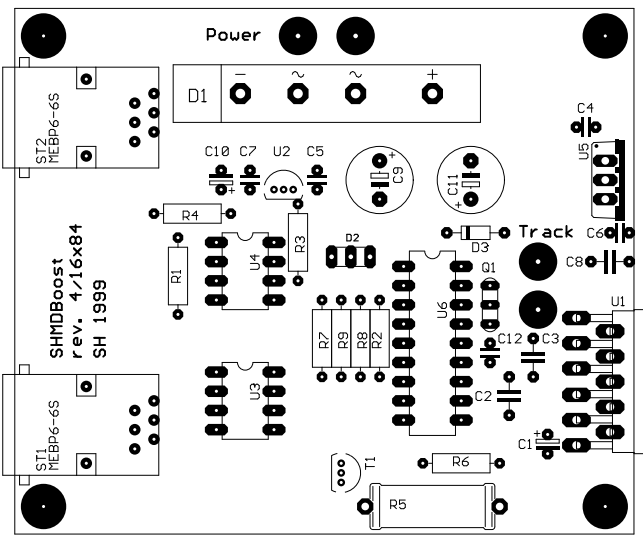 Power
D1
- ~ ~ +
ST2
MEBP6-6S
C10 C7 U2 C5
+
C9
+
C11
+
C4
U5
C6
C8
R4
R1
U4
R3
D2
D3
Track
Q1
U6
U1
SHMDBoost
rev. 4/16x84
SH 1999
R7 R9 R8 R2
C12 C3
U3
C2
ST1
MEBP6-6S
C1
+
T1
R6
R5